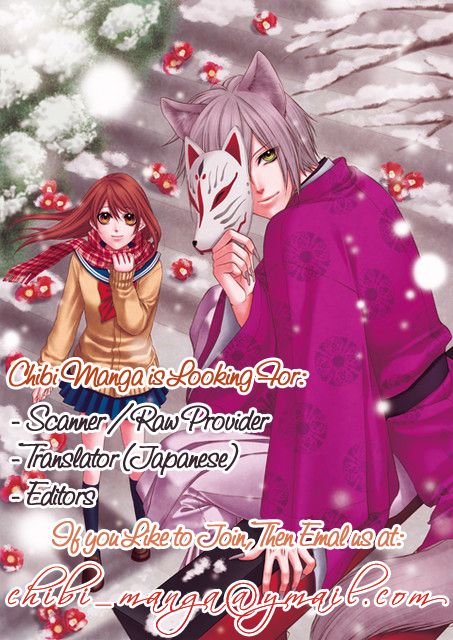 Chibi Manga is Looking For:
- Scanner / Raw Provider
- Translator (Japanese)
- Editors
If you Like to Join, Then Emal us at:
chibi_manga@ymail.com